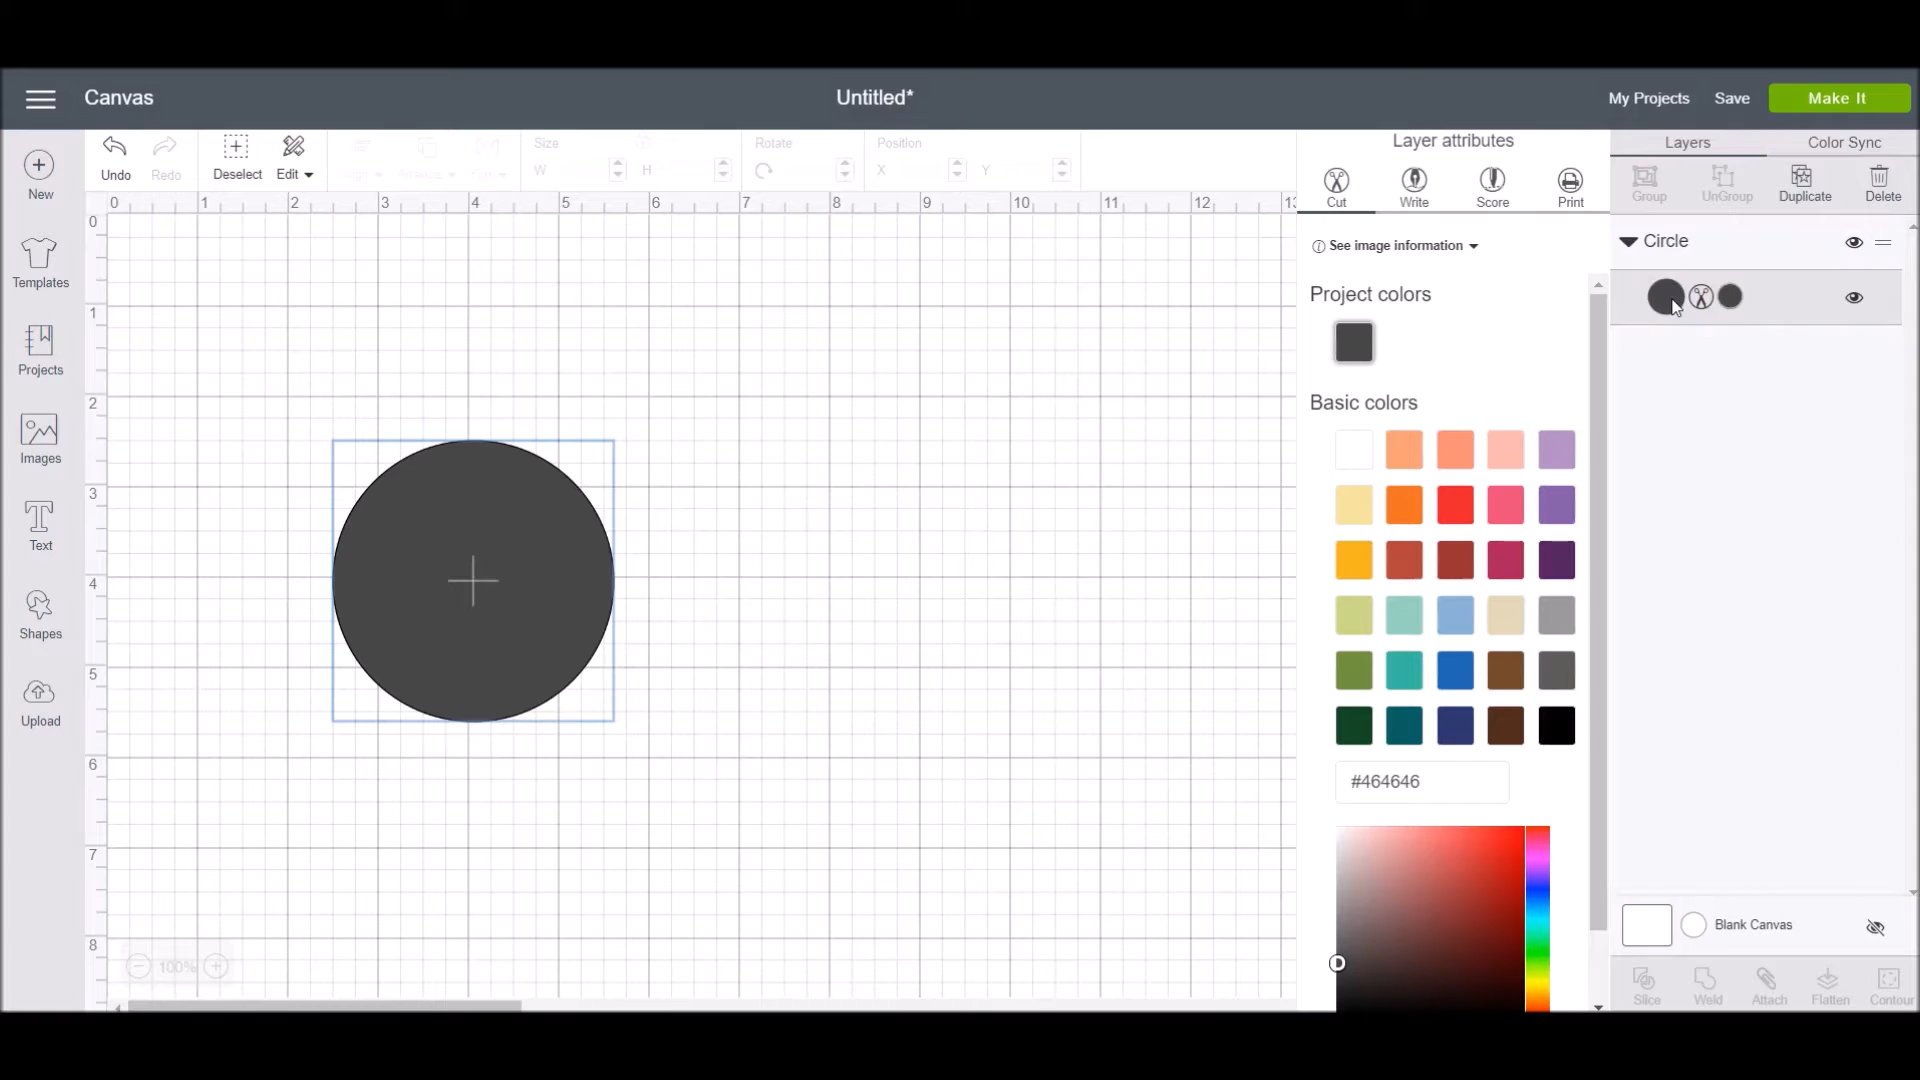 Canvas
Untitled*
My Projects
Save
Make It
New
Templates
Projects
Images
Text
Shapes
Upload
Undo
Redo
Deselect
Edit
Size
W
H
Rotate
Position
X
Y
0 1 2 3 4 5 6 7 8 9 10 11 12 13
0
1
2
3
4
5
6
7
8
100%
Layer attributes
Cut
Write
Score
Print
See image information
Project colors
Basic colors
#464646
D
Layers
Color Sync
Group
UnGroup
Duplicate
Delete
Circle
Blank Canvas
Slice
Weld
Attach
Flatten
Contour